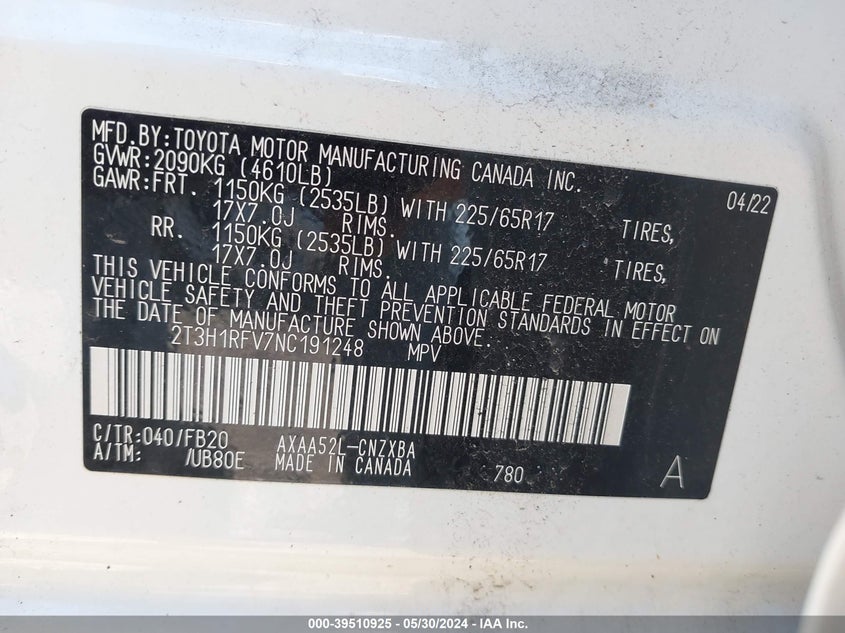 MFD.BY:TOYOTA MOTOR MANUFACTURING CANADA INC.
GVWR:2090KG (4610LB) 04/22
GAWR:FRT. 1150KG (2535LB) WITH 225/65R17 TIRES,
17X7.0J RIMS.
RR. 1150KG (2535LB) WITH 225/65R17 TIRES,
17X7.0J RIMS.
THIS VEHICLE CONFORMS TO ALL APPLICABLE FEDERAL MOTOR
VEHICLE SAFETY AND THEFT PREVENTION STANDARDS IN EFFECT ON
THE DATE OF MANUFACTURE SHOWN ABOVE.
2T3H1RFV7NC191248 MPV
C/TR:040/FB20 AXAA52L-CNZXBA
A/TM: /UB80E MADE IN CANADA 780 A
000-39510925 - 05/30/2024 - IAA Inc.